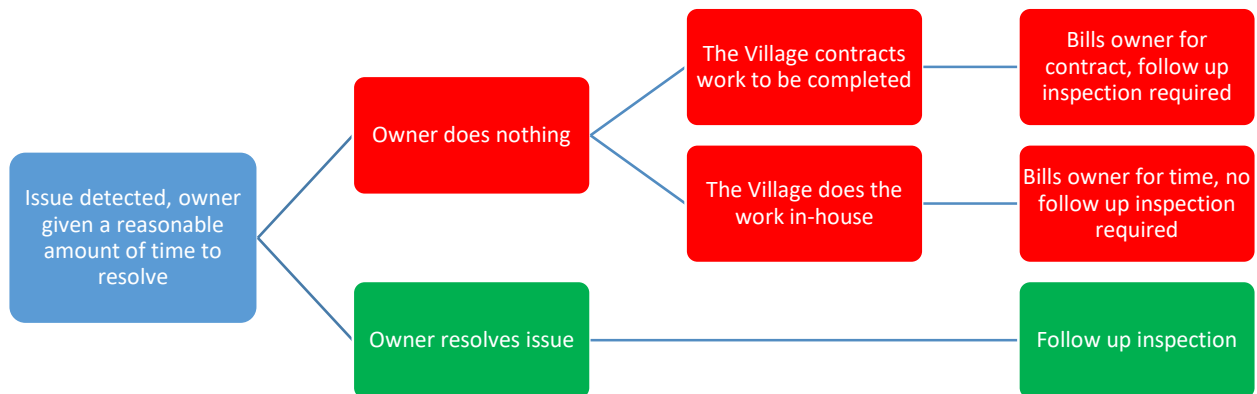 Issue detected, owner
given a reasonable
amount of time to
resolve
Owner does nothing
The Village contracts
work to be completed
Bills owner for
contract, follow up
inspection required
The Village does the
work in-house
Bills owner for time, no
follow up inspection
required
Owner resolves issue
Follow up inspection